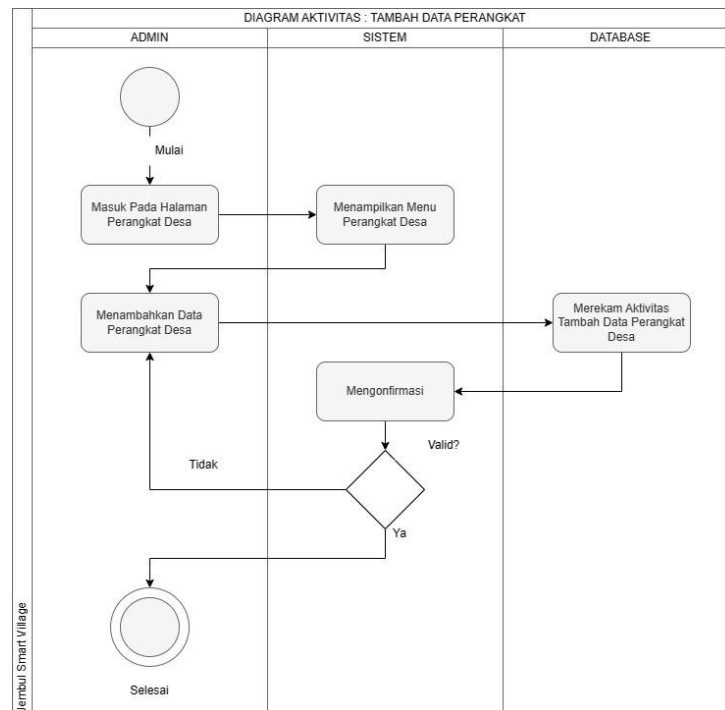 DIAGRAM AKTIVITAS : TAMBAH DATA PERANGKAT
ADMIN
SISTEM
DATABASE
Mulai
Masuk Pada Halaman
Perangkat Desa
Menampilkan Menu
Perangkat Desa
Menambahkan Data
Perangkat Desa
Merekam Aktivitas
Tambah Data Perangkat
Desa
Mengonfirmasi
Valid?
Tidak
Ya
Selesai
Jembul Smart Village